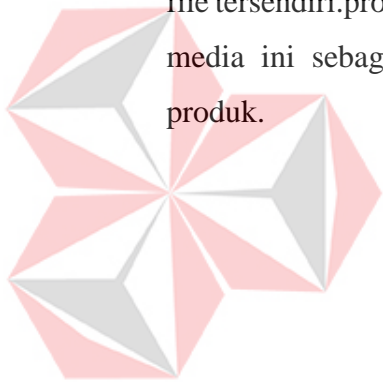 file tersendiri.pro
media ini sebag
produk.